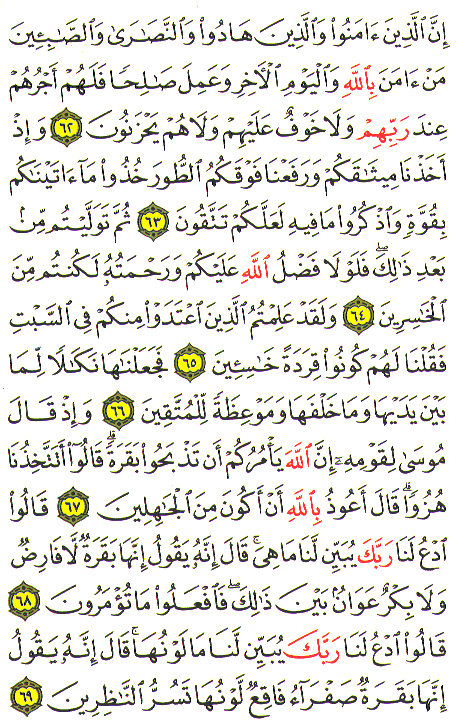 إِنَّ ٱلَّذِينَ ءَامَنُوا۟ وَٱلَّذِينَ هَادُوا۟ وَٱلنَّصَٰرَىٰ وَٱلصَّٰبِـِٔينَ
مَنْ ءَامَنَ بِٱللَّهِ وَٱلْيَوْمِ ٱلْءَاخِرِ وَعَمِلَ صَٰلِحًا فَلَهُمْ أَجْرُهُمْ
عِندَ رَبِّهِمْ وَلَا خَوْفٌ عَلَيْهِمْ وَلَا هُمْ يَحْزَنُونَ ٦٢ وَإِذْ
أَخَذْنَا مِيثَٰقَكُمْ وَرَفَعْنَا فَوْقَكُمُ ٱلطُّورَ خُذُوا۟ مَآ ءَاتَيْنَٰكُم
بِقُوَّةٍ وَٱذْكُرُوا۟ مَا فِيهِ لَعَلَّكُمْ تَتَّقُونَ ٦٣ ثُمَّ تَوَلَّيْتُم مِّنۢ
بَعْدِ ذَٰلِكَ ۖ فَلَوْلَا فَضْلُ ٱللَّهِ عَلَيْكُمْ وَرَحْمَتُهُۥ لَكُنتُم مِّنَ
ٱلْخَٰسِرِينَ ٦٤ وَلَقَدْ عَلِمْتُمُ ٱلَّذِينَ ٱعْتَدَوْا۟ مِنكُمْ فِى ٱلسَّبْتِ
فَقُلْنَا لَهُمْ كُونُوا۟ قِرَدَةً خَٰسِـِٔينَ ٦٥ فَجَعَلْنَٰهَا نَكَٰلًا لِّمَا
بَيْنَ يَدَيْهَا وَمَا خَلْفَهَا وَمَوْعِظَةً لِّلْمُتَّقِينَ ٦٦ وَإِذْ قَالَ
مُوسَىٰ لِقَوْمِهِۦٓ إِنَّ ٱللَّهَ يَأْمُرُكُمْ أَن تَذْبَحُوا۟ بَقَرَةً ۖ قَالُوٓا۟ أَتَتَّخِذُنَا
هُزُوًا ۖ قَالَ أَعُوذُ بِٱللَّهِ أَنْ أَكُونَ مِنَ ٱلْجَٰهِلِينَ ٦٧ قَالُوا۟
ٱدْعُ لَنَا رَبَّكَ يُبَيِّن لَّنَا مَا هِىَ ۚ قَالَ إِنَّهُۥ يَقُولُ إِنَّهَا بَقَرَةٌ لَّا فَارِضٌ
وَلَا بِكْرٌ عَوَانٌۢ بَيْنَ ذَٰلِكَ ۖ فَٱفْعَلُوا۟ مَا تُؤْمَرُونَ ٦٨
قَالُوا۟ ٱدْعُ لَنَا رَبَّكَ يُبَيِّن لَّنَا مَا لَوْنُهَا ۚ قَالَ إِنَّهُۥ يَقُولُ
إِنَّهَا بَقَرَةٌ صَفْرَآءُ فَاقِعٌ لَّوْنُهَا تَسُرُّ ٱلنَّٰظِرِينَ ٦٩